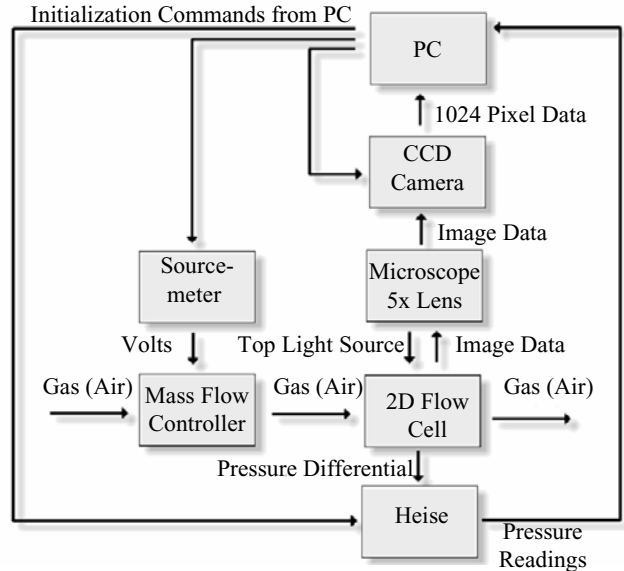 Initialization Commands from PC
PC
1024 Pixel Data
CCD
Camera
Image Data
Source-
meter
Microscope
5x Lens
Volts
Top Light Source
Image Data
Gas (Air)
Mass Flow
Controller
Gas (Air)
2D Flow
Cell
Gas (Air)
Pressure Differential
Heise
Pressure
Readings